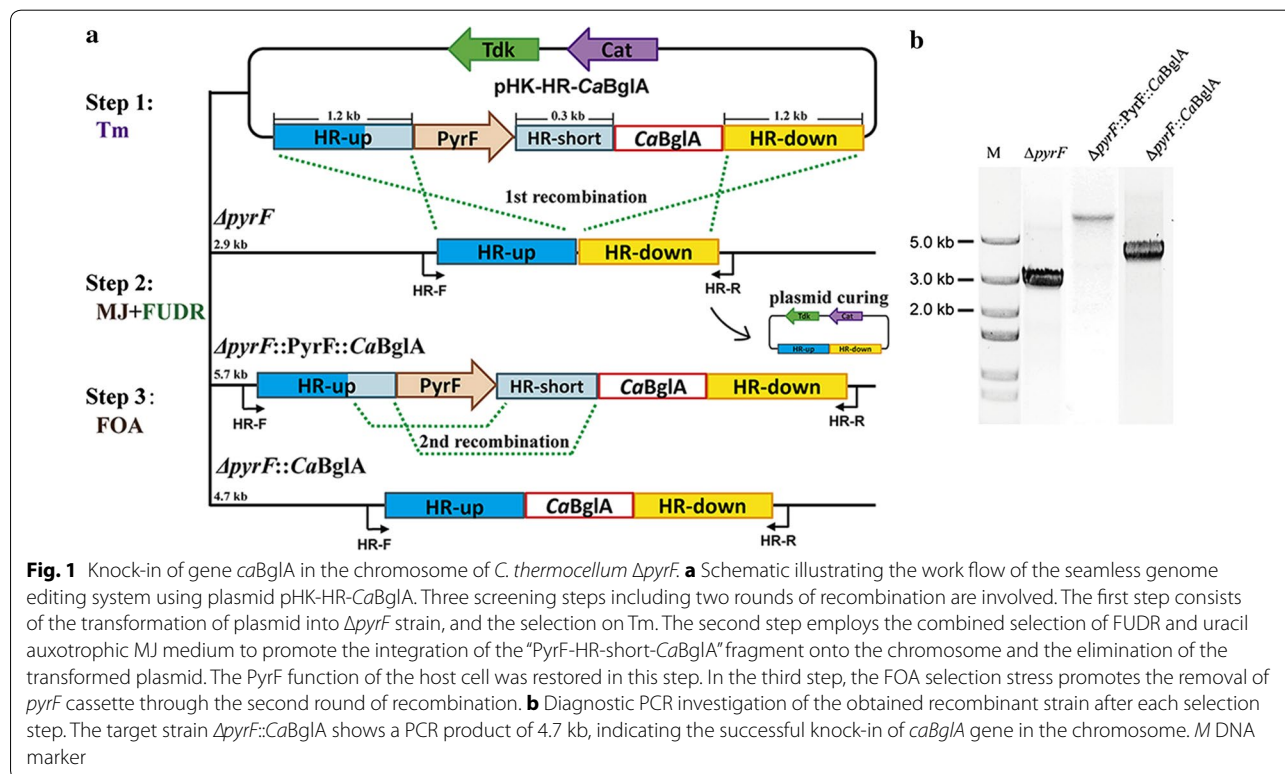 a
Tdk
Cat
pHK-HR-CaBglA
Step 1:
Tm
1.2 kb
0.3 kb
1.2 kb
HR-up
PyrF
HR-short
CaBglA
HR-down
1st recombination
ΔpyrF
2.9 kb
HR-up
HR-down
HR-F
HR-R
Step 2:
MJ+FUDR
plasmid curing
Tdk
Cat
HR-up
HR-down
ΔpyrF::PyrF::CaBglA
5.7 kb
HR-up
PyrF
HR-short
CaBglA
HR-down
HR-F
HR-R
Step 3:
FOA
2nd recombination
ΔpyrF::CaBglA
4.7 kb
HR-up
CaBglA
HR-down
HR-F
HR-R
b
M
ΔpyrF
ΔpyrF::PyrF::CaBglA
ΔpyrF::CaBglA
5.0 kb
3.0 kb
2.0 kb
Fig. 1 Knock-in of gene caBglA in the chromosome of C. thermocellum ΔpyrF. a Schematic illustrating the work flow of the seamless genome
editing system using plasmid pHK-HR-CaBglA. Three screening steps including two rounds of recombination are involved. The first step consists
of the transformation of plasmid into ΔpyrF strain, and the selection on Tm. The second step employs the combined selection of FUDR and uracil
auxotrophic MJ medium to promote the integration of the "PyrF-HR-short-CaBglA" fragment onto the chromosome and the elimination of the
transformed plasmid. The PyrF function of the host cell was restored in this step. In the third step, the FOA selection stress promotes the removal of
pyrF cassette through the second round of recombination. b Diagnostic PCR investigation of the obtained recombinant strain after each selection
step. The target strain ΔpyrF::CaBglA shows a PCR product of 4.7 kb, indicating the successful knock-in of caBglA gene in the chromosome. M DNA
marker